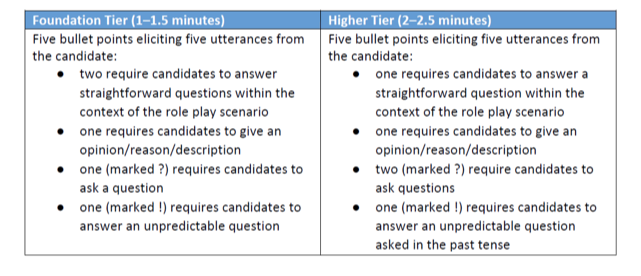 Foundation Tier (1–1.5 minutes)
Five bullet points eliciting five utterances from
the candidate:
• two require candidates to answer
straightforward questions within the
context of the role play scenario
• one requires candidates to give an
opinion/reason/description
• one (marked ?) requires candidates to
ask a question
• one (marked !) requires candidates to
answer an unpredictable question
Higher Tier (2–2.5 minutes)
Five bullet points eliciting five utterances from
the candidate:
• one requires candidates to answer a
straightforward question within the
context of the role play scenario
• one requires candidates to give an
opinion/reason/description
• two (marked ?) require candidates to
ask questions
• one (marked !) requires candidates to
answer an unpredictable question
asked in the past tense